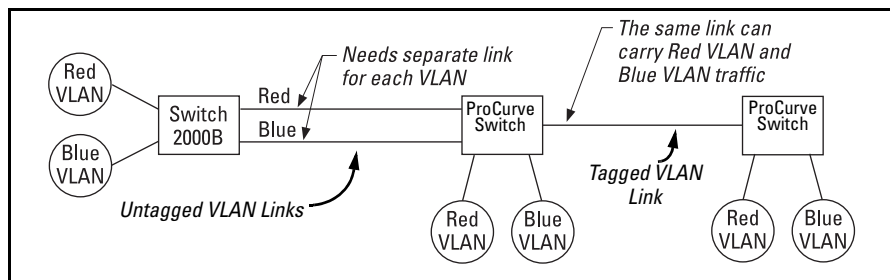 Red
VLAN
Blue
VLAN
Switch
2000B
Red
Blue
Needs separate link
for each VLAN
Untagged VLAN Links
ProCurve
Switch
Red
VLAN
Blue
VLAN
The same link can
carry Red VLAN and
Blue VLAN traffic
Tagged VLAN
Link
ProCurve
Switch
Red
VLAN
Blue
VLAN